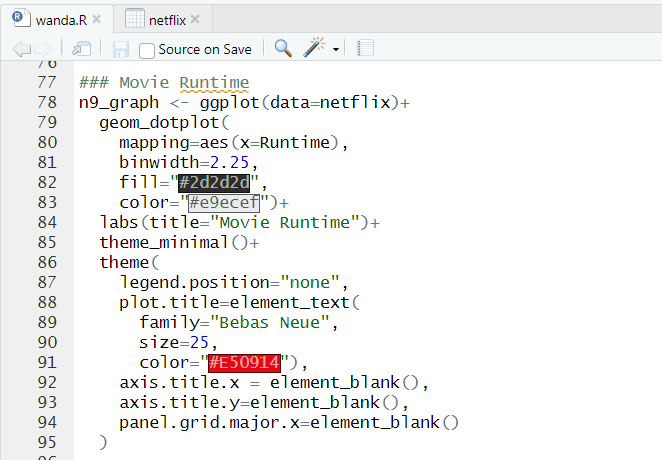 wanda.R
netflix
Source on Save
76
77 ### Movie Runtime
78 n9_graph <- ggplot(data=netflix)+
79   geom_dotplot(
80     mapping=aes(x=Runtime),
81     binwidth=2.25,
82     fill="#2d2d2d",
83     color="#e9ecef")+
84   labs(title="Movie Runtime")+
85   theme_minimal()+
86   theme(
87     legend.position="none",
88     plot.title=element_text(
89       family="Bebas Neue",
90       size=25,
91       color="#E50914"),
92     axis.title.x = element_blank(),
93     axis.title.y=element_blank(),
94     panel.grid.major.x=element_blank()
95   )